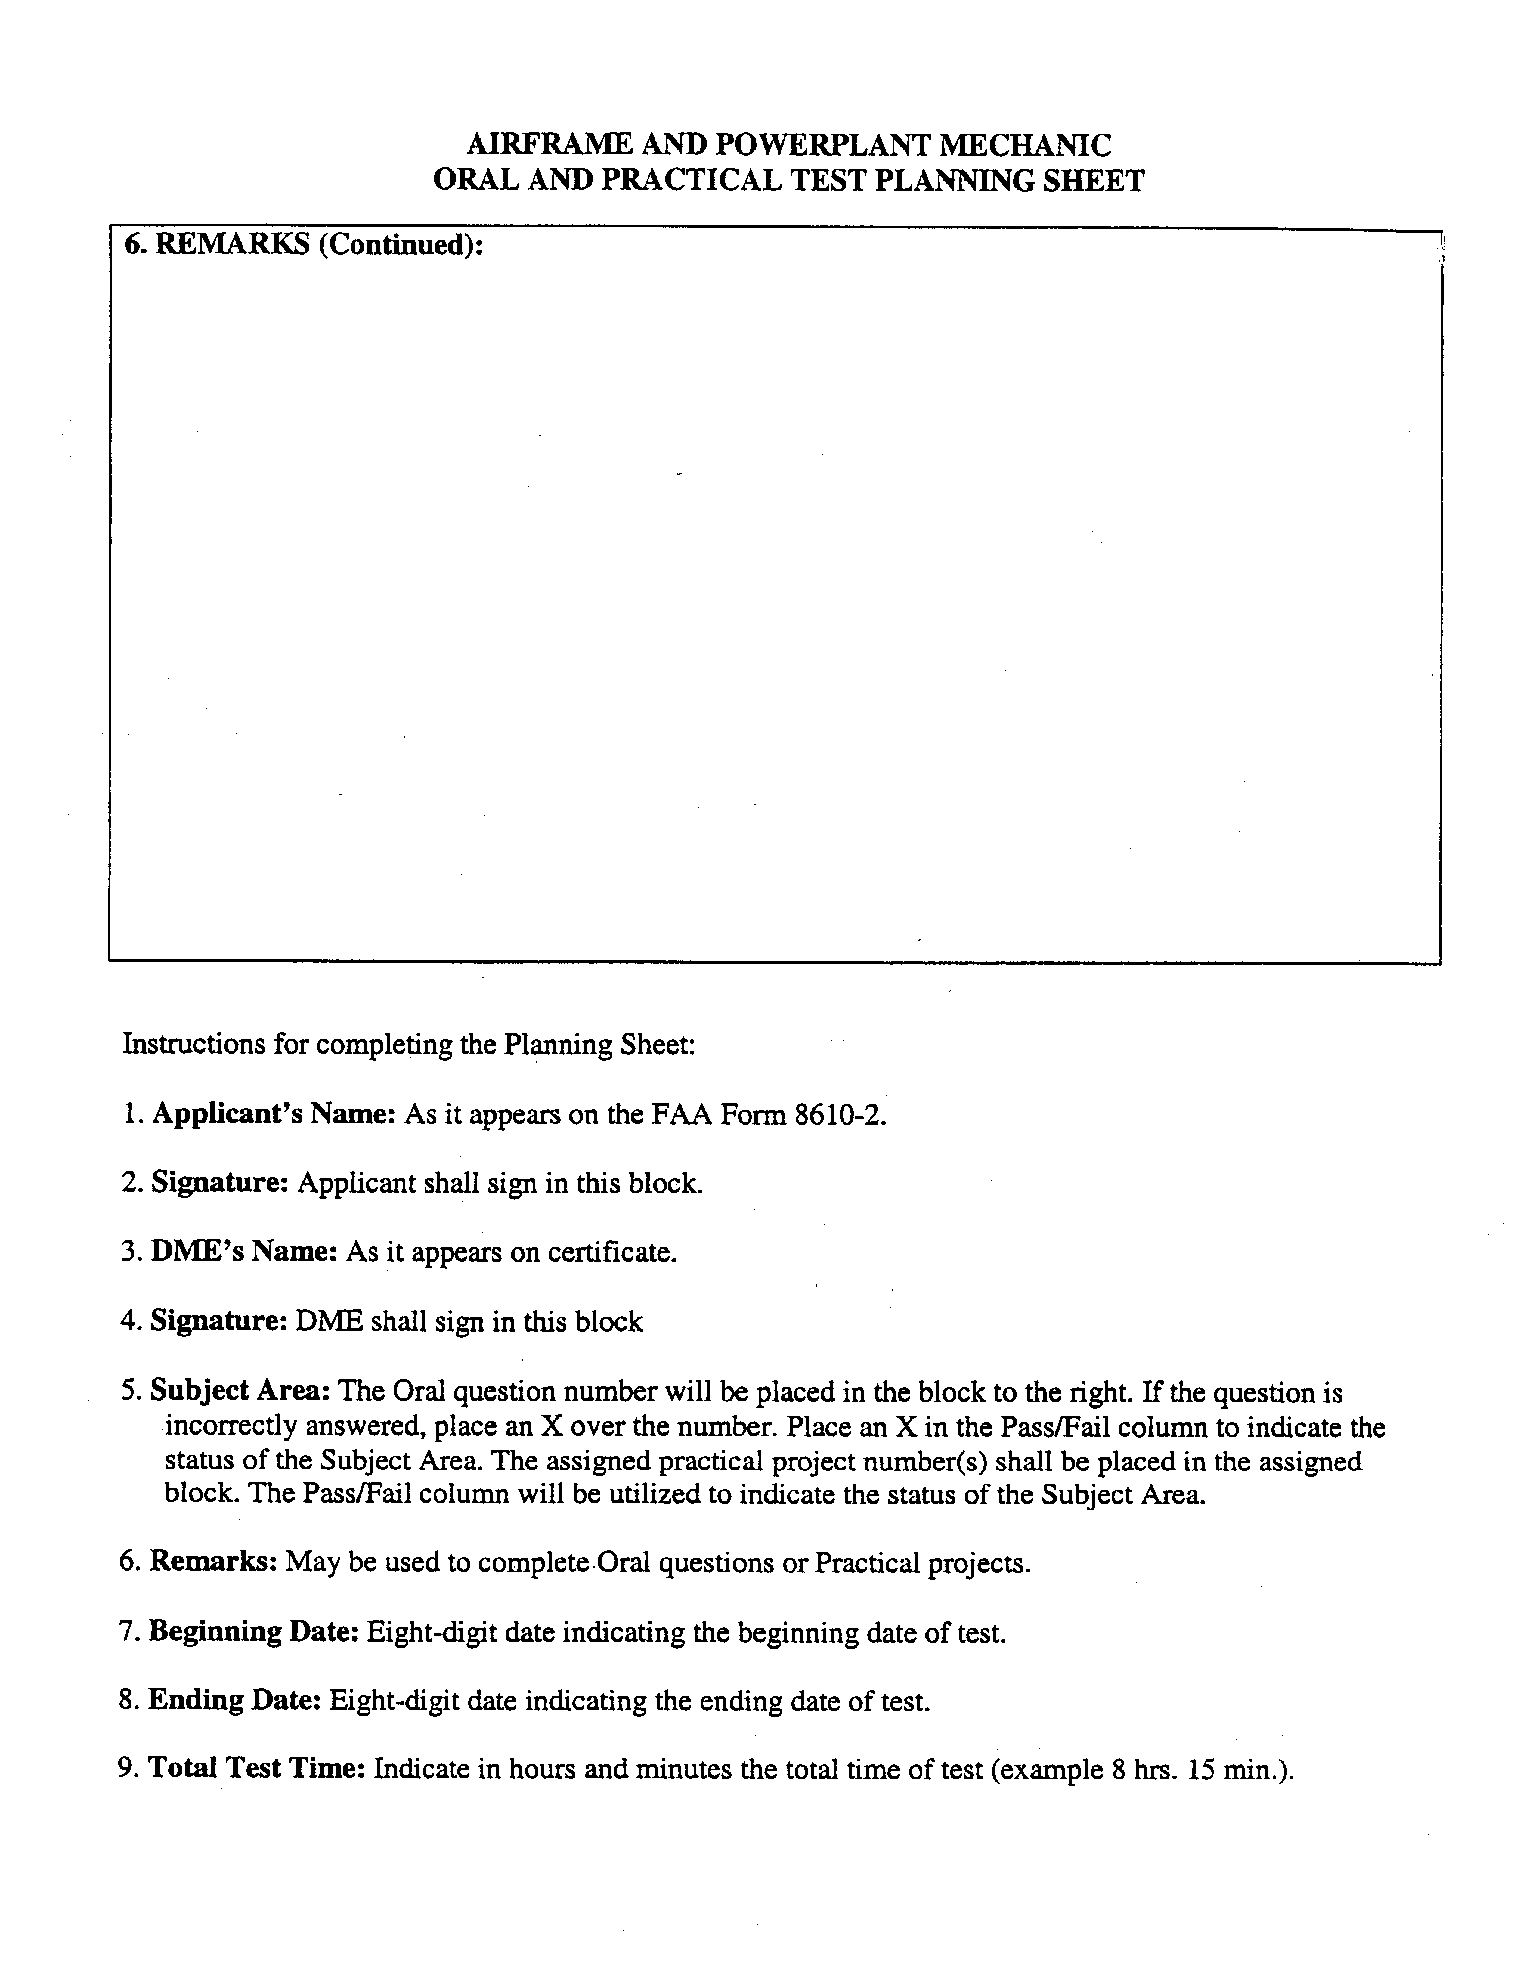 AIRFRAME AND POWERPLANT MECHANIC
ORAL AND PRACTICAL TEST PLANNING SHEET
6. REMARKS (Continued):
Instructions for completing the Planning Sheet:
1. Applicant's Name: As it appears on the FAA Form 8610-2.
2. Signature: Applicant shall sign in this block.
3. DME's Name: As it appears on certificate.
4. Signature: DME shall sign in this block
5. Subject Area: The Oral question number will be placed in the block to the right. If the question is
incorrectly answered, place an X over the number. Place an X in the Pass/Fail column to indicate the
status of the Subject Area. The assigned practical project number(s) shall be placed in the assigned
block. The Pass/Fail column will be utilized to indicate the status of the Subject Area.
6. Remarks: May be used to complete Oral questions or Practical projects.
7. Beginning Date: Eight-digit date indicating the beginning date of test.
8. Ending Date: Eight-digit date indicating the ending date of test.
9. Total Test Time: Indicate in hours and minutes the total time of test (example 8 hrs. 15 min.).